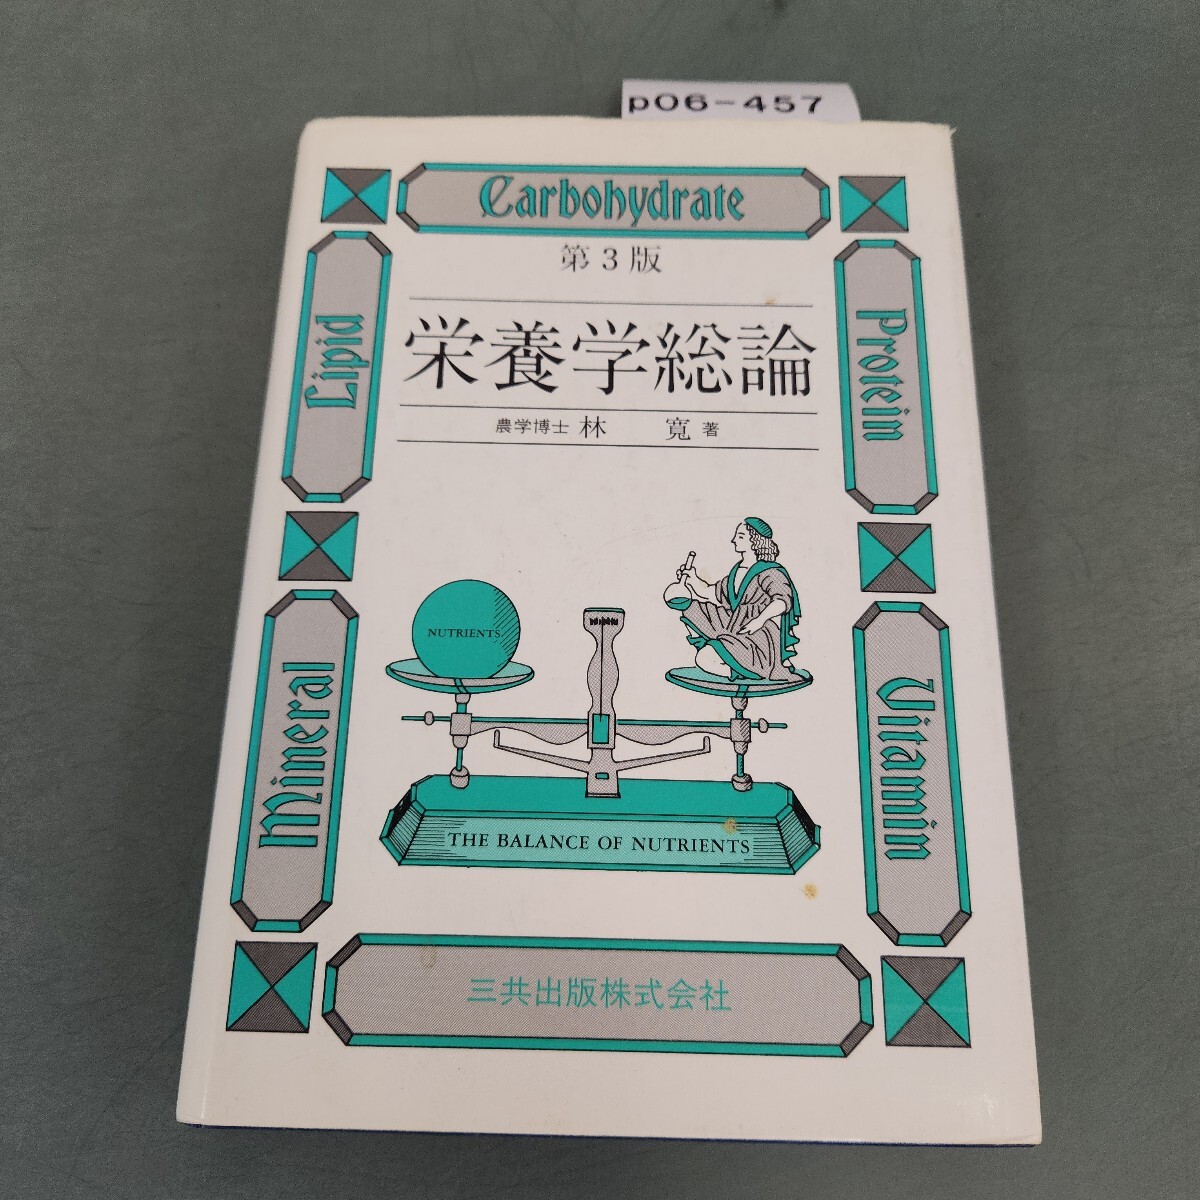 pO6-457
Carbohydrate
第3版
栄養学総論
農学博士 林 寛 著
Lipid
Protein
Mineral
Vitamin
NUTRIENTS
THE BALANCE OF NUTRIENTS
三共出版株式会社